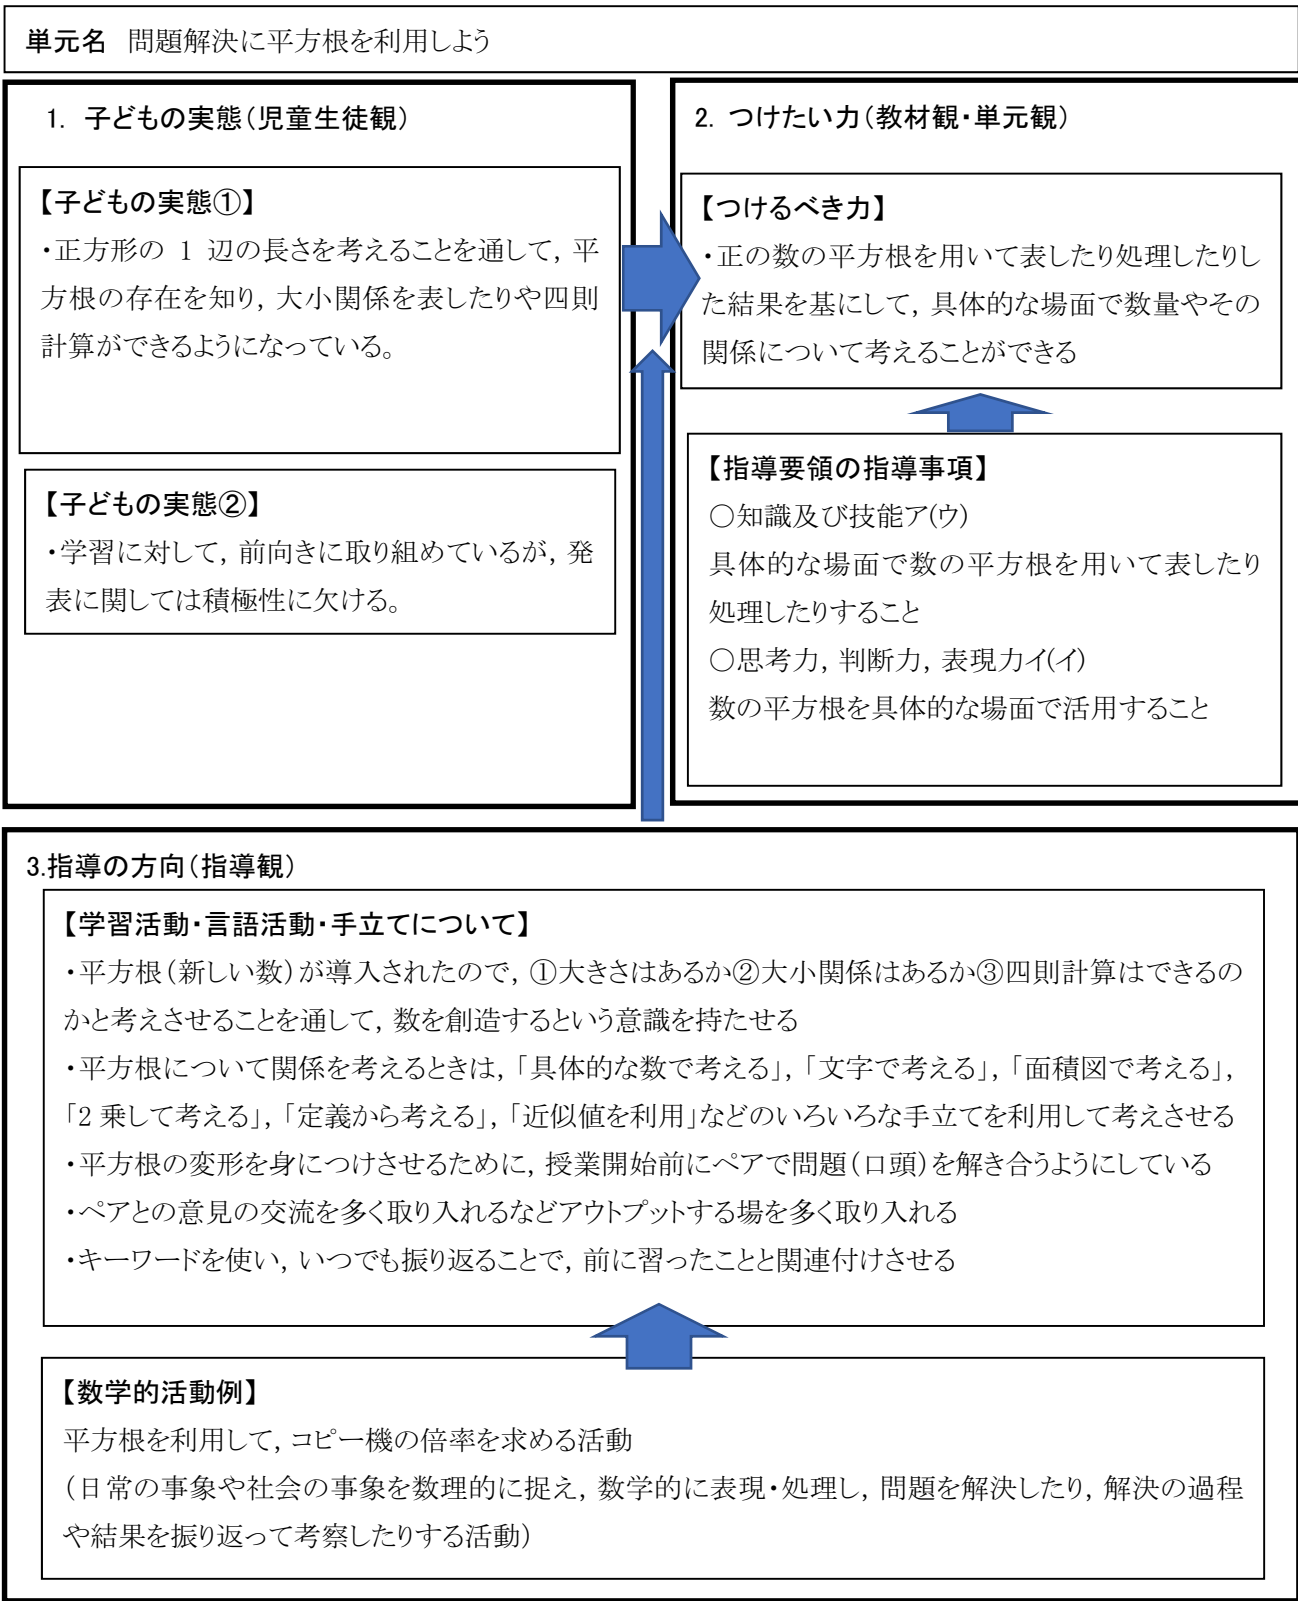 単元名 問題解決に平方根を利用しよう
1. 子どもの実態(児童生徒観)
【子どもの実態①】
・正方形の 1 辺の長さを考えることを通して, 平
方根の存在を知り, 大小関係を表したりや四則
計算ができるようになっている。
【子どもの実態②】
・学習に対して, 前向きに取り組めているが, 発
表に関しては積極性に欠ける。
2. つけたい力(教材観・単元観)
【つけるべき力】
・正の数の平方根を用いて表したり処理したりし
た結果を基にして, 具体的な場面で数量やその
関係について考えることができる
【指導要領の指導事項】
○知識及び技能ア(ウ)
具体的な場面で数の平方根を用いて表したり
処理したりすること
○思考力, 判断力, 表現力イ(イ)
数の平方根を具体的な場面で活用すること
3.指導の方向(指導観)
【学習活動・言語活動・手立てについて】
・平方根(新しい数)が導入されたので, ①大きさはあるか②大小関係はあるか③四則計算はできるの
かと考えさせることを通して, 数を創造するという意識を持たせる
・平方根について関係を考えるときは, 「具体的な数で考える」, 「文字で考える」, 「面積図で考える」,
「2 乗して考える」, 「定義から考える」, 「近似値を利用」などのいろいろな手立てを利用して考えさせる
・平方根の変形を身につけさせるために, 授業開始前にペアで問題(口頭)を解き合うようにしている
・ペアとの意見の交流を多く取り入れるなどアウトプットする場を多く取り入れる
・キーワードを使い, いつでも振り返ることで, 前に習ったことと関連付けさせる
【数学的活動例】
平方根を利用して, コピー機の倍率を求める活動
(日常の事象や社会の事象を数理的に捉え, 数学的に表現・処理し, 問題を解決したり, 解決の過程
や結果を振り返って考察したりする活動)